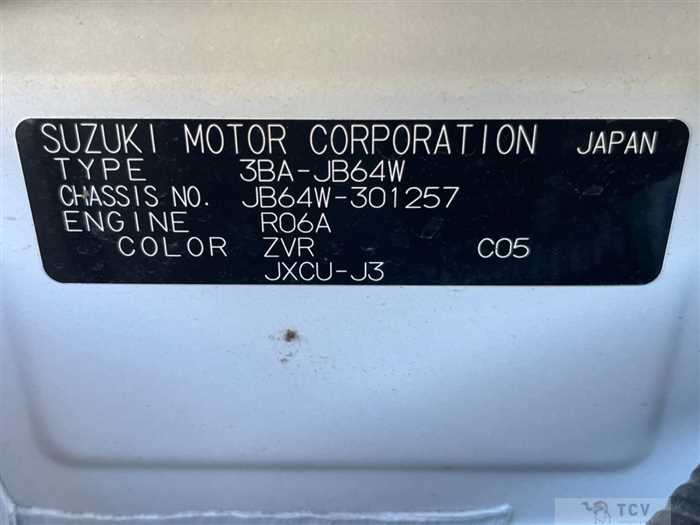 SUZUKI MOTOR CORPORATION JAPAN
TYPE 3BA-JB64W
CHASSIS NO. JB64W-301257
ENGINE R06A
COLOR ZVR C05
JXCU-J3
TCV